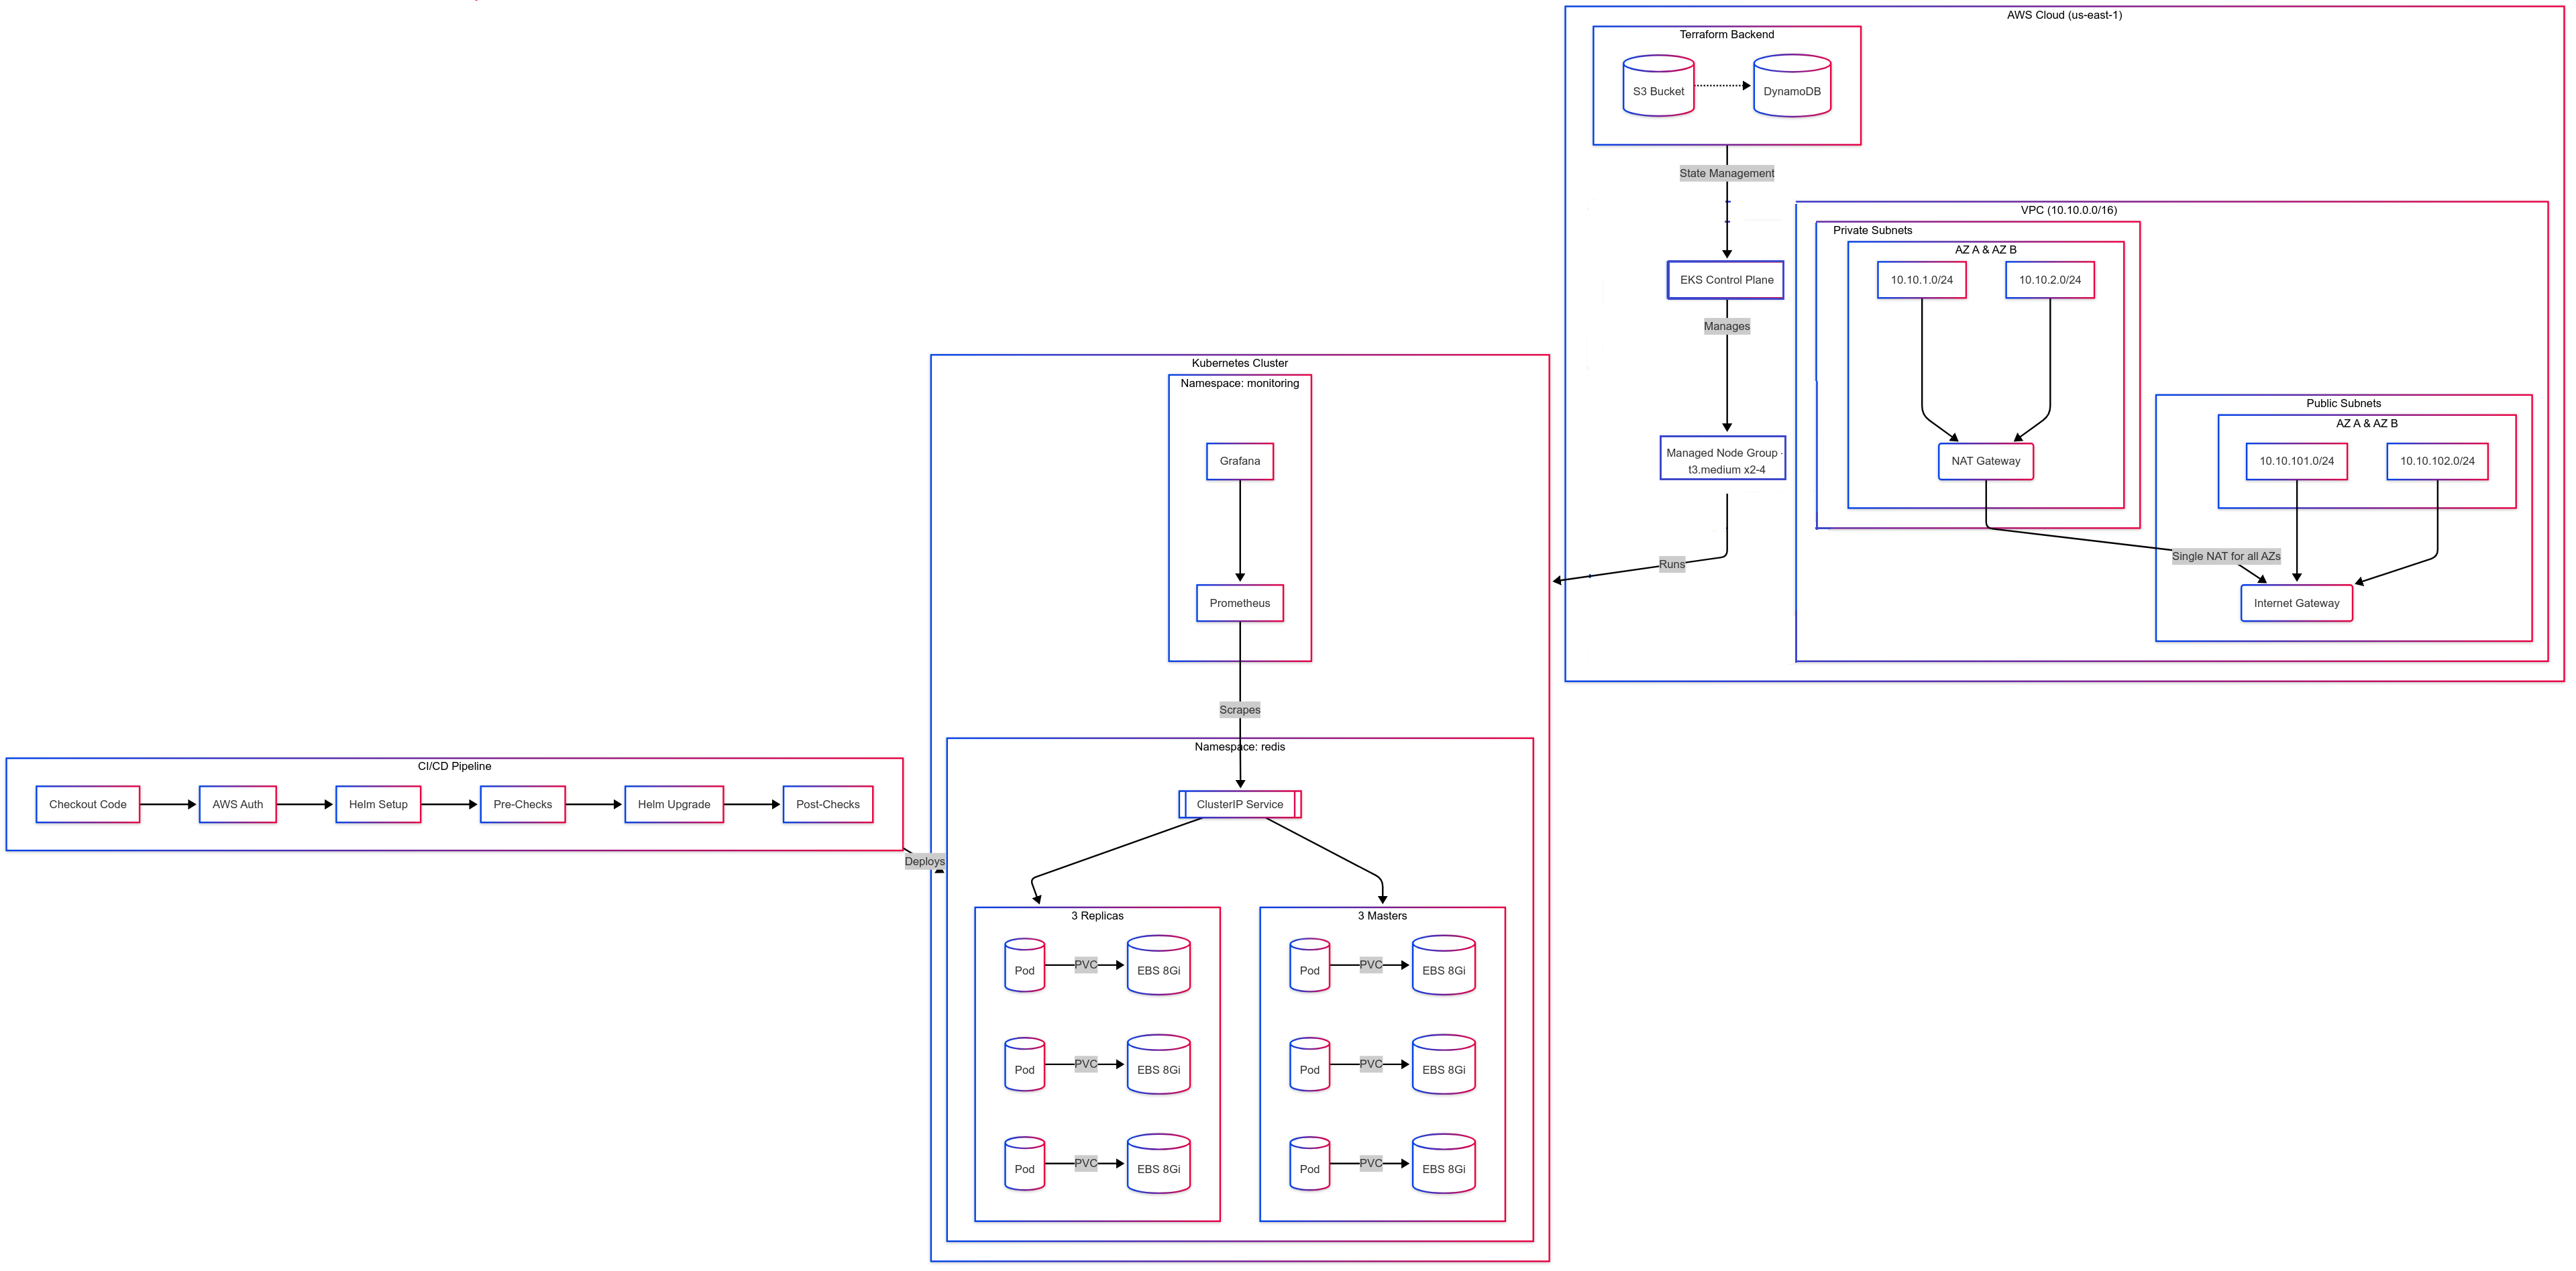 AWS Cloud (us-east-1)
Terraform Backend
S3 Bucket
DynamoDB
State Management
EKS Control Plane
Manages
Managed Node Group -
t3.medium x2-4
Runs
VPC (10.10.0.0/16)
Private Subnets
AZ A & AZ B
10.10.1.0/24
10.10.2.0/24
NAT Gateway
Single NAT for all AZs
Public Subnets
AZ A & AZ B
10.10.101.0/24
10.10.102.0/24
Internet Gateway
Kubernetes Cluster
Namespace: monitoring
Grafana
Prometheus
Scrapes
Namespace: redis
ClusterIP Service
3 Replicas
Pod
PVC
EBS 8Gi
Pod
PVC
EBS 8Gi
Pod
PVC
EBS 8Gi
3 Masters
Pod
PVC
EBS 8Gi
Pod
PVC
EBS 8Gi
Pod
PVC
EBS 8Gi
CI/CD Pipeline
Checkout Code
AWS Auth
Helm Setup
Pre-Checks
Helm Upgrade
Post-Checks
Deploys